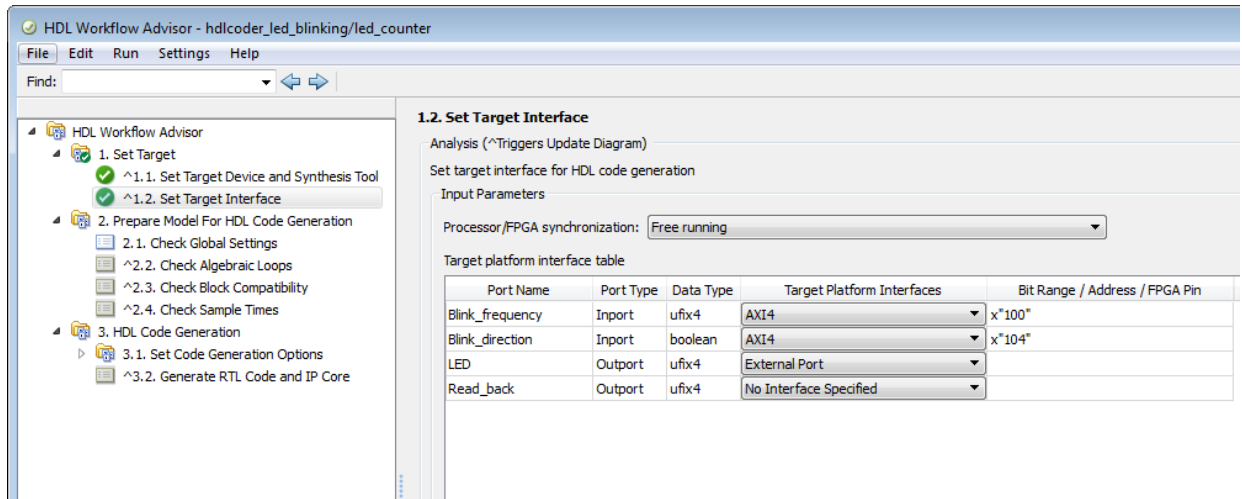 HDL Workflow Advisor - hdlcoder_led_blinking/led_counter
File Edit Run Settings Help
Find:
HDL Workflow Advisor
1. Set Target
^1.1. Set Target Device and Synthesis Tool
^1.2. Set Target Interface
2. Prepare Model For HDL Code Generation
2.1. Check Global Settings
^2.2. Check Algebraic Loops
^2.3. Check Block Compatibility
^2.4. Check Sample Times
3. HDL Code Generation
3.1. Set Code Generation Options
^3.2. Generate RTL Code and IP Core
1.2. Set Target Interface
Analysis (^Triggers Update Diagram)
Set target interface for HDL code generation
Input Parameters
Processor/FPGA synchronization: Free running
Target platform interface table
Port Name Port Type Data Type Target Platform Interfaces Bit Range / Address / FPGA Pin
Blink_frequency Inport ufix4 AXI4 x"100"
Blink_direction Inport boolean AXI4 x"104"
LED Outport ufix4 External Port
Read_back Outport ufix4 No Interface Specified